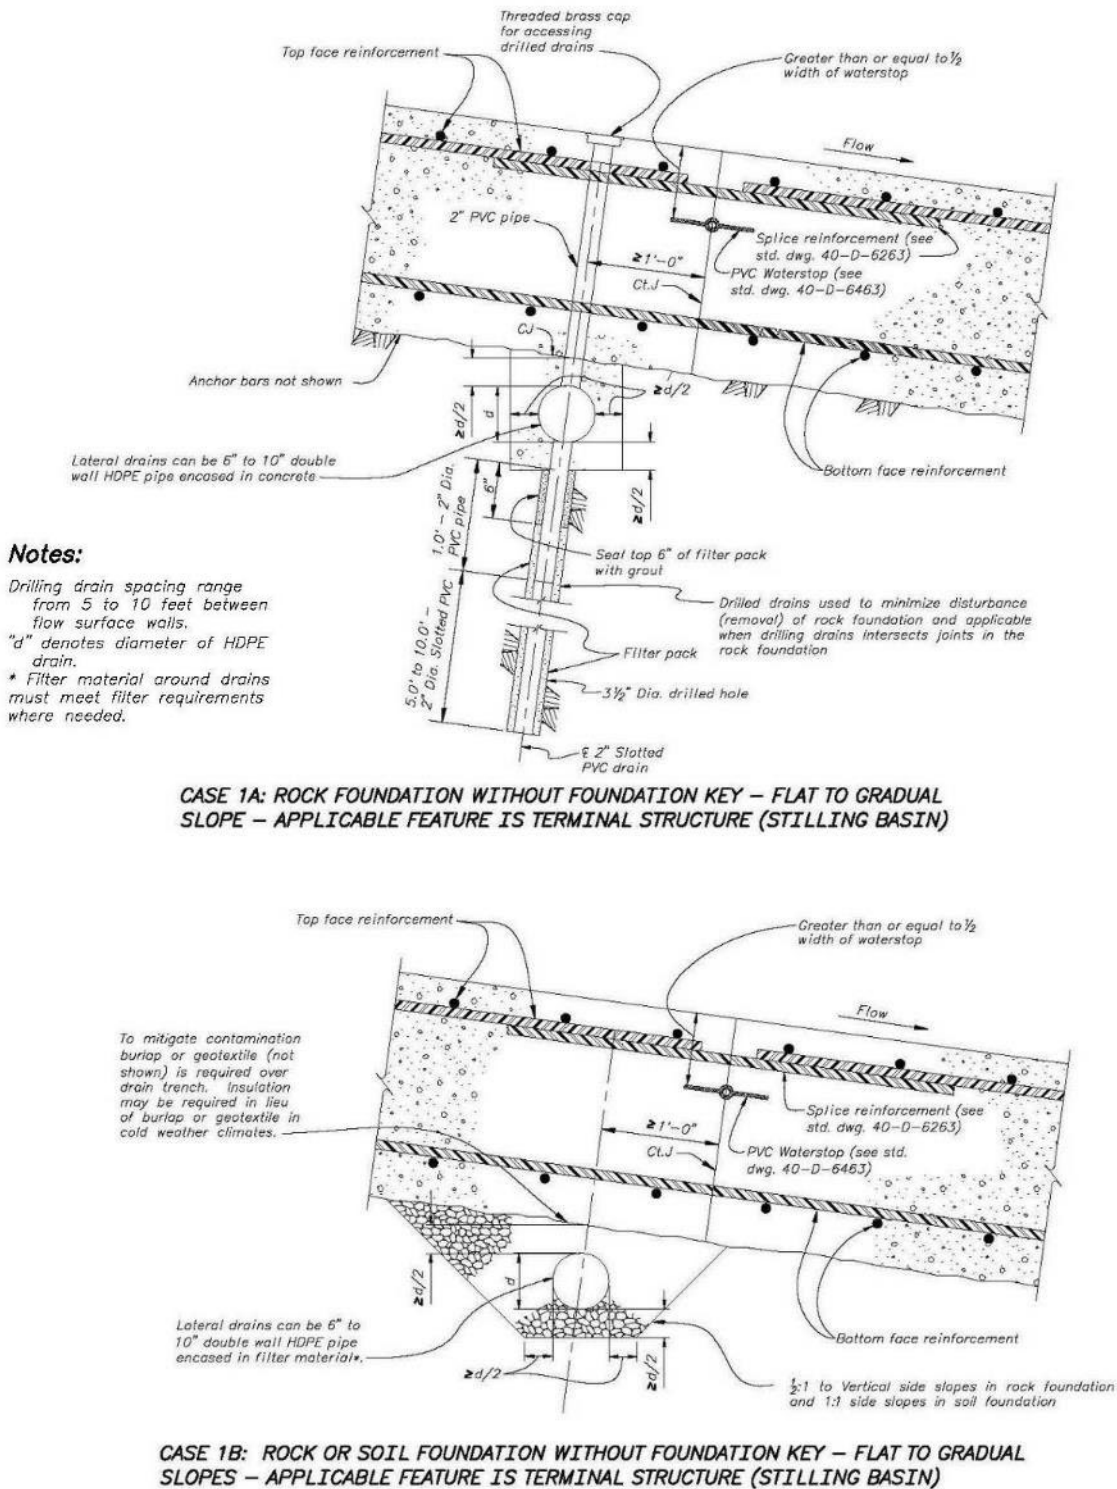 Threaded brass cap
for accessing
drilled drains
Top face reinforcement
Greater than or equal to ½
width of waterstop
Flow
2" PVC pipe
Splice reinforcement (see
std. dwg. 40-D-6263)
≥1'-0"
PVC Waterstop (see
std. dwg. 40-D-6463)
Ct.J
CJ
Anchor bars not shown
≥d/2
≥d/2
d
Lateral drains can be 6" to 10" double
wall HDPE pipe encased in concrete
Bottom face reinforcement
≥d/2
6"
1.0' - 2" Dia.
PVC pipe
Seal top 6" of filter pack
with grout
Notes:
Drilling drain spacing range
from 5 to 10 feet between
flow surface walls.
"d" denotes diameter of HDPE
drain.
* Filter material around drains
must meet filter requirements
where needed.
Drilled drains used to minimize disturbance
(removal) of rock foundation and applicable
when drilling drains intersects joints in the
rock foundation
5.0' to 10.0' -
2" Dia. Slotted PVC
Filter pack
3½" Dia. drilled hole
℄ 2" Slotted
PVC drain
CASE 1A: ROCK FOUNDATION WITHOUT FOUNDATION KEY – FLAT TO GRADUAL
SLOPE – APPLICABLE FEATURE IS TERMINAL STRUCTURE (STILLING BASIN)
Top face reinforcement
Greater than or equal to ½
width of waterstop
Flow
To mitigate contamination
burlap or geotextile (not
shown) is required over
drain trench. Insulation
may be required in lieu
of burlap or geotextile in
cold weather climates.
Splice reinforcement (see
std. dwg. 40-D-6263)
≥1'-0"
Ct.J
PVC Waterstop (see std.
dwg. 40-D-6463)
≥d/2
d
Lateral drains can be 6" to
10" double wall HDPE pipe
encased in filter material*.
Bottom face reinforcement
≥d/2
≥d/2
½:1 to Vertical side slopes in rock foundation
and 1:1 side slopes in soil foundation
CASE 1B: ROCK OR SOIL FOUNDATION WITHOUT FOUNDATION KEY – FLAT TO GRADUAL
SLOPES – APPLICABLE FEATURE IS TERMINAL STRUCTURE (STILLING BASIN)